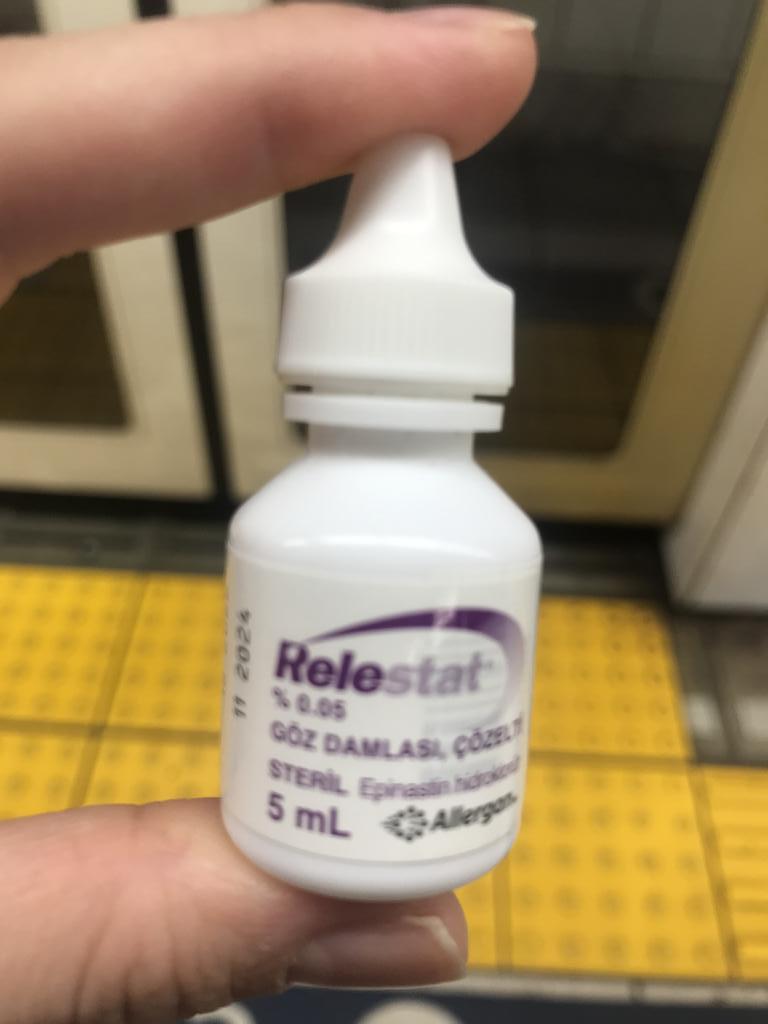 Relestat
% 0.05
GÖZ DAMLASI, ÇÖZELTİ
STERİL Epinastin hidroklorür
5 mL
Allergan
11 2024